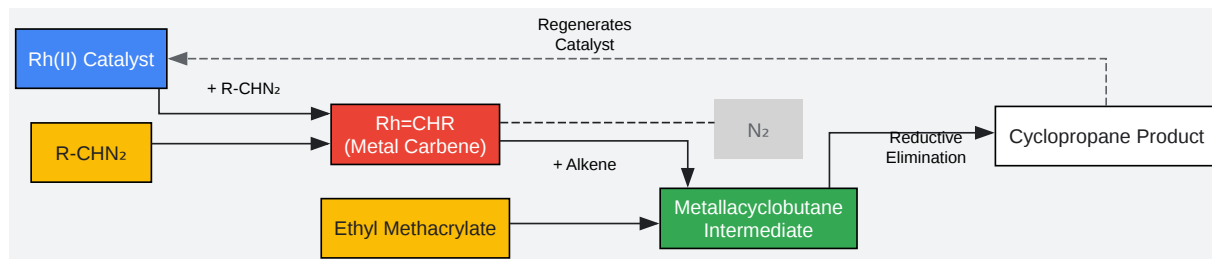 Regenerates
Catalyst
Rh(II) Catalyst
+ R-CHN₂
R-CHN₂
Rh=CHR
(Metal Carbene)
N₂
+ Alkene
Reductive
Elimination
Cyclopropane Product
Ethyl Methacrylate
Metallacyclobutane
Intermediate